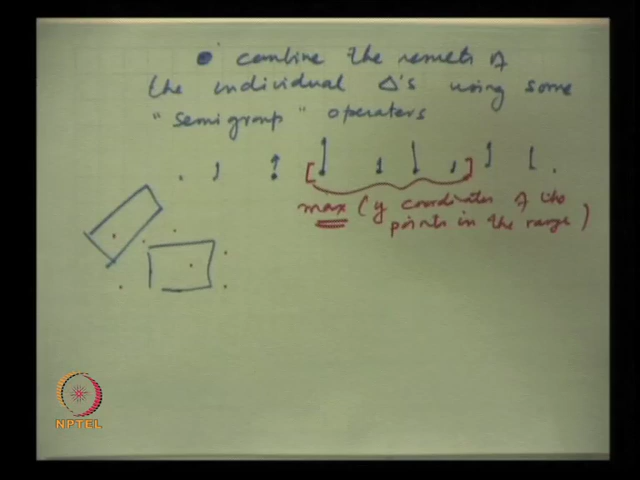 combine the results of
the individual Δ's using some
"semigroup" operators
max (y coordinates of the
points in the range)
NPTEL